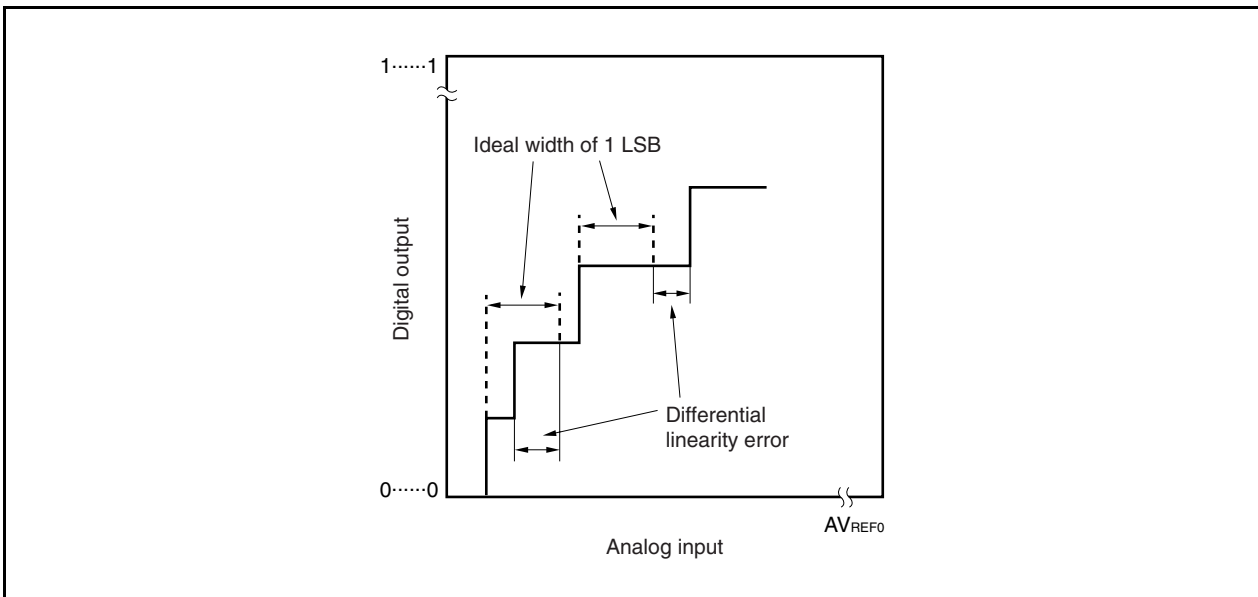 1······1
Ideal width of 1 LSB
Digital output
Differential
linearity error
0······0
AVREF0
Analog input